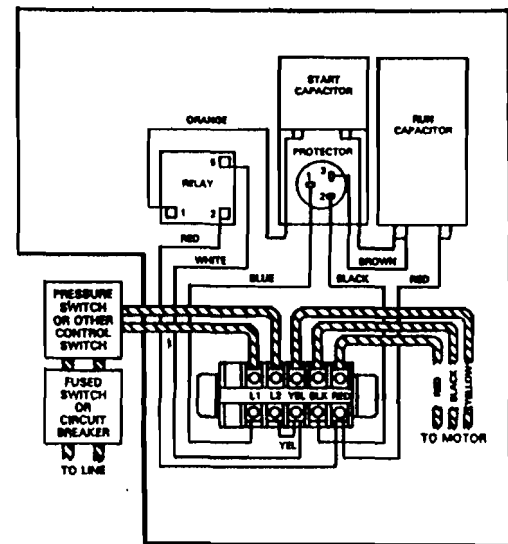 START
CAPACITOR
RUN
CAPACITOR
ORANGE
PROTECTOR
5
3
RELAY
1
1
2
2
RED
WHITE
BROWN
BLUE
BLACK
RED
PRESSURE
SWITCH
OR OTHER
CONTROL
SWITCH
FUSED
SWITCH
OR
CIRCUIT
BREAKER
TO LINE
L1 L2 YEL BLK RED
YEL
RED
BLACK
YELLOW
TO MOTOR